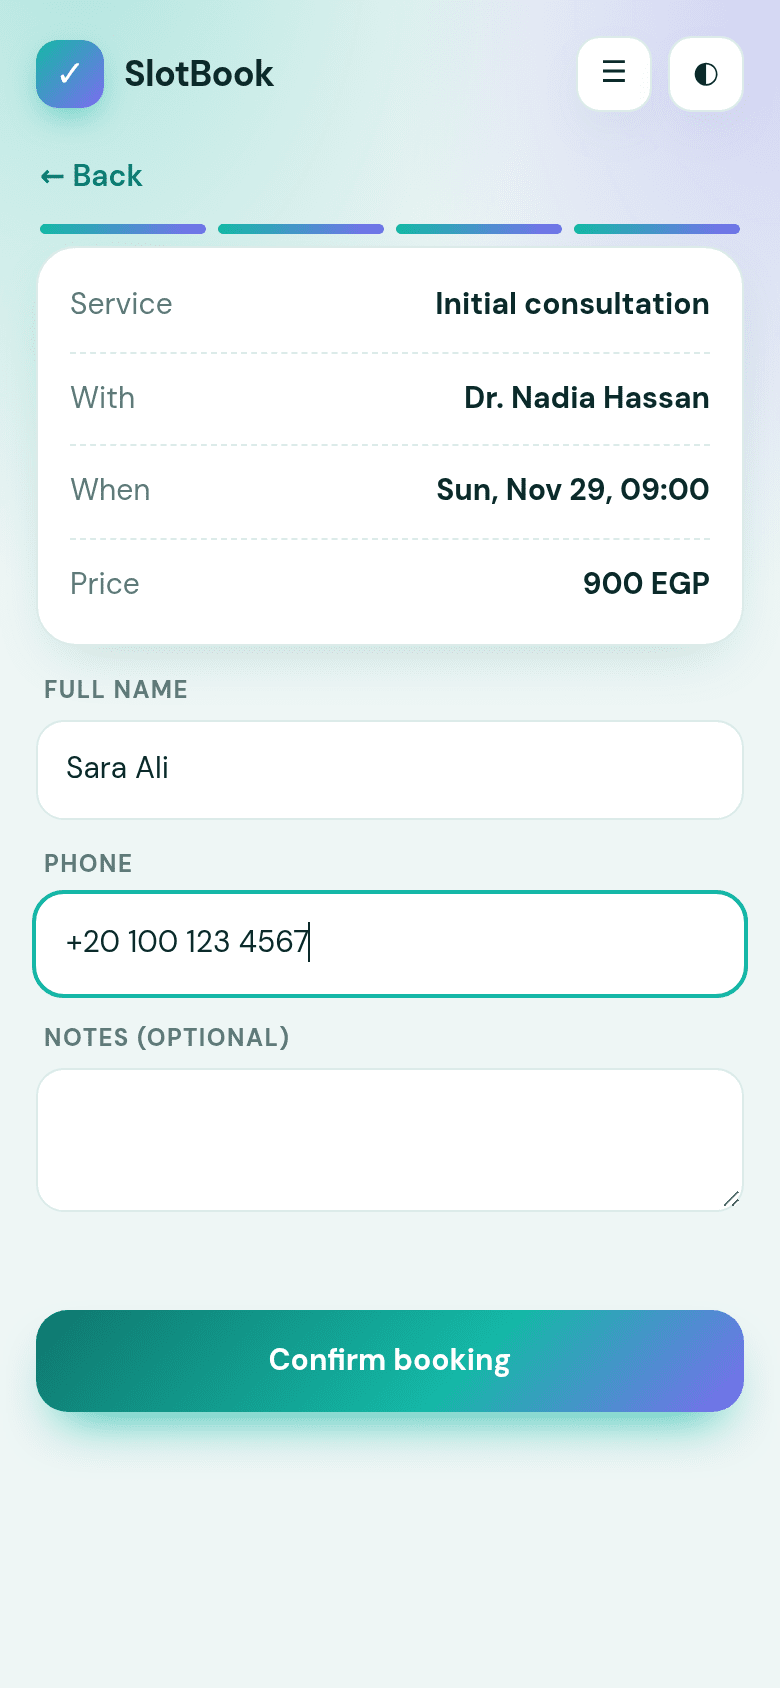 ✓ SlotBook ☰ ◐
← Back
Service Initial consultation
With Dr. Nadia Hassan
When Sun, Nov 29, 09:00
Price 900 EGP
FULL NAME
Sara Ali
PHONE
+20 100 123 4567
NOTES (OPTIONAL)
Confirm booking